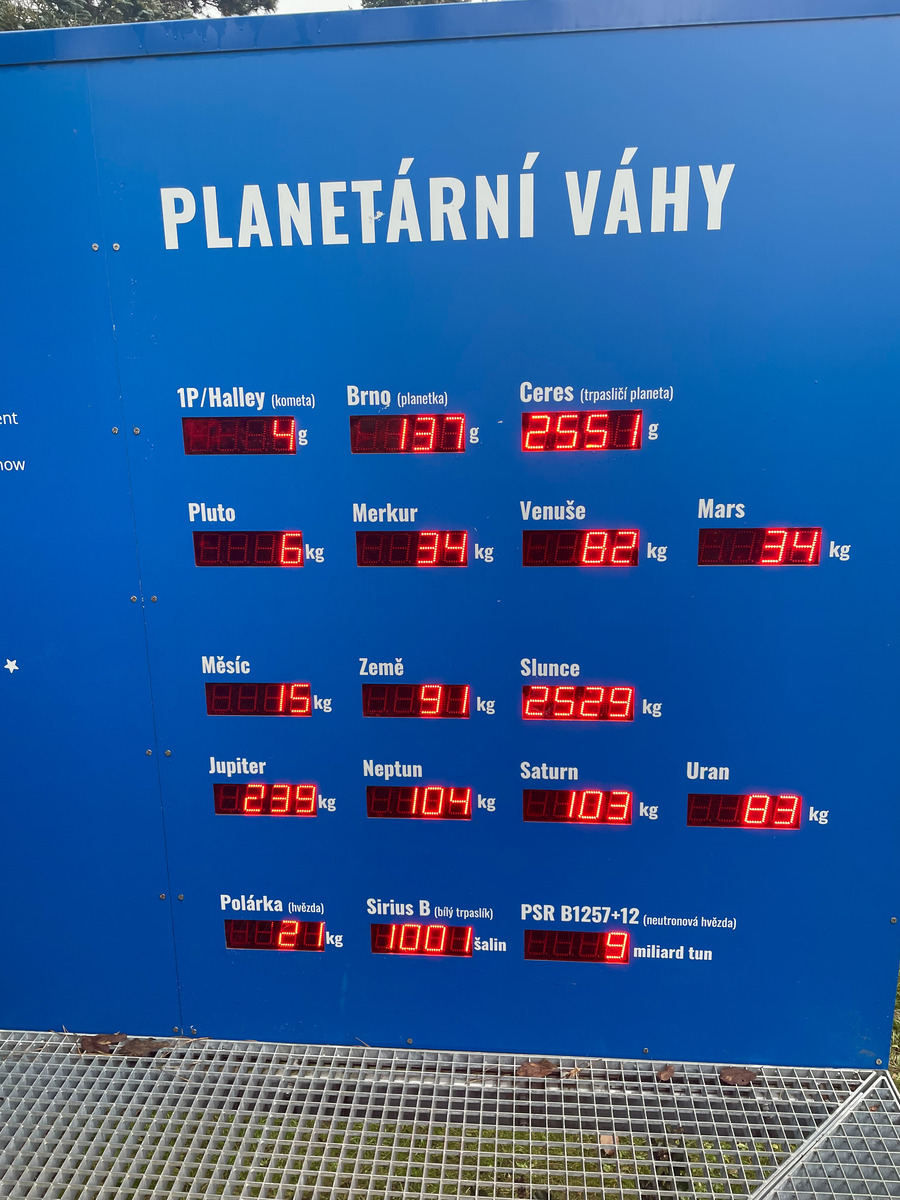 PLANETÁRNÍ VÁHY
ent
now
1P/Halley (kometa) Brno (planetka) Ceres (trpasličí planeta)
4 g 137 g 2551 g
Pluto Merkur Venuše Mars
6 kg 34 kg 82 kg 34 kg
Měsíc Země Slunce
15 kg 91 kg 2529 kg
Jupiter Neptun Saturn Uran
239 kg 104 kg 103 kg 83 kg
Polárka (hvězda) Sirius B (bílý trpaslík) PSR B1257+12 (neutronová hvězda)
21 kg 1001 šalin 9 miliard tun